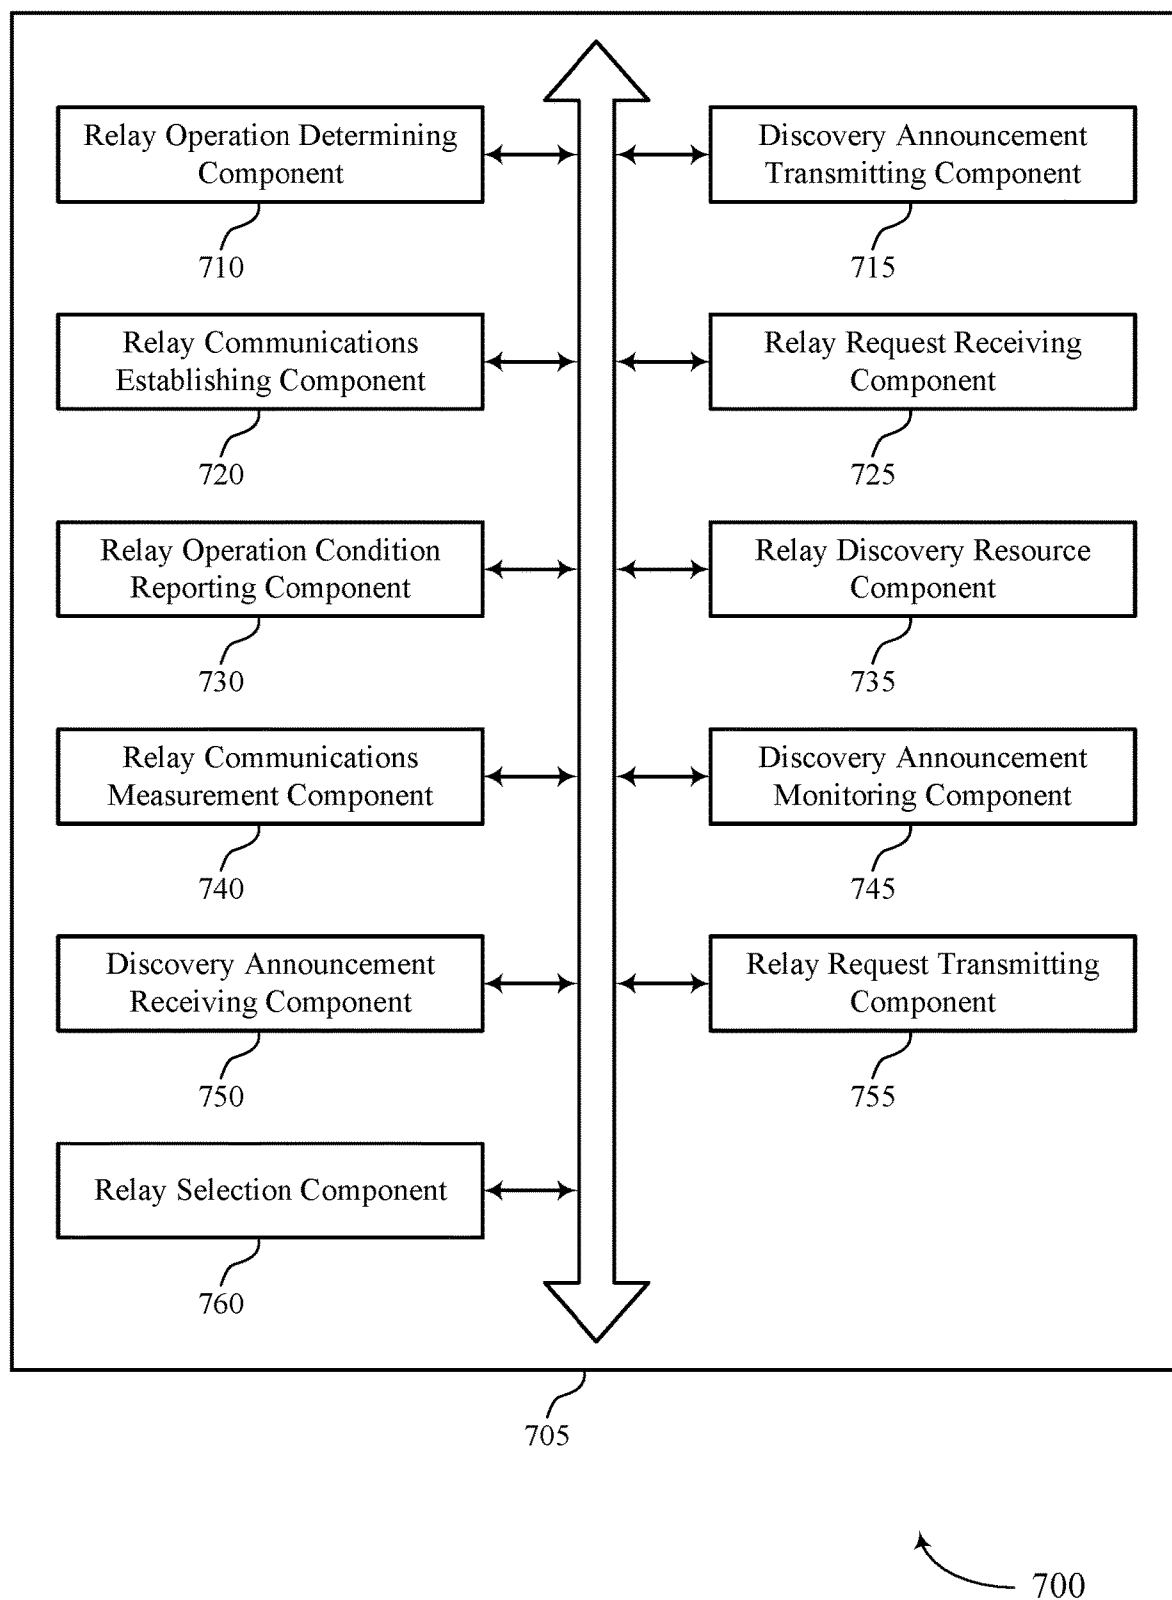 Relay Operation Determining
Component
710
Discovery Announcement
Transmitting Component
715
Relay Communications
Establishing Component
720
Relay Request Receiving
Component
725
Relay Operation Condition
Reporting Component
730
Relay Discovery Resource
Component
735
Relay Communications
Measurement Component
740
Discovery Announcement
Monitoring Component
745
Discovery Announcement
Receiving Component
750
Relay Request Transmitting
Component
755
Relay Selection Component
760
705
700